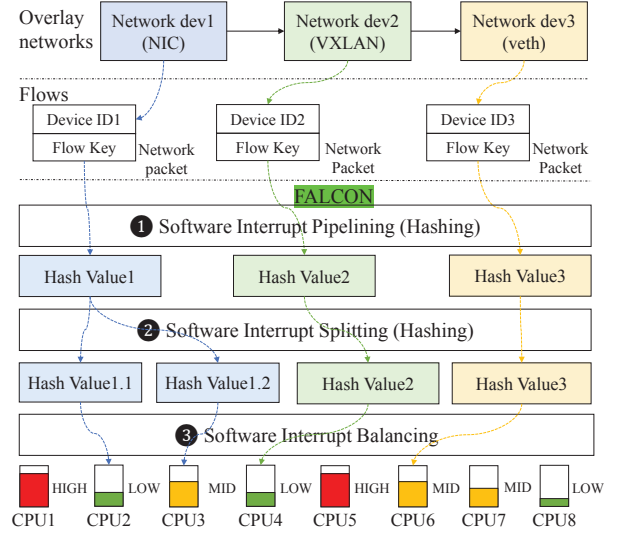 Overlay networks
Network dev1 (NIC)
Network dev2 (VXLAN)
Network dev3 (veth)
Flows
Device ID1
Flow Key
Network packet
Device ID2
Flow Key
Network Packet
Device ID3
Flow Key
Network Packet
FALCON
1 Software Interrupt Pipelining (Hashing)
Hash Value1
Hash Value2
Hash Value3
2 Software Interrupt Splitting (Hashing)
Hash Value1.1
Hash Value1.2
Hash Value2
Hash Value3
3 Software Interrupt Balancing
HIGH
LOW
MID
LOW
HIGH
MID
MID
LOW
CPU1
CPU2
CPU3
CPU4
CPU5
CPU6
CPU7
CPU8